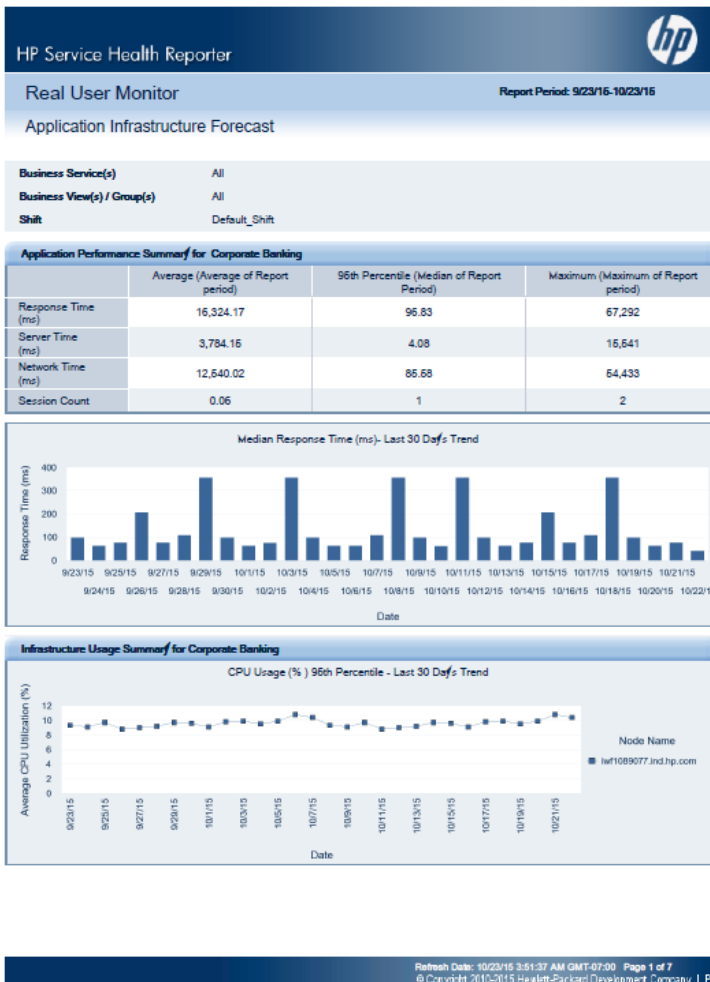 hp
HP Service Health Reporter
Real User Monitor
Report Period: 9/23/15-10/23/15
Application Infrastructure Forecast
Business Service(s) All
Business View(s) / Group(s) All
Shift Default_Shift
Application Performance Summary for Corporate Banking
Average (Average of Report period) 95th Percentile (Median of Report Period) Maximum (Maximum of Report period)
Response Time (ms) 16,324.17 96.83 67,292
Server Time (ms) 3,784.15 4.08 15,541
Network Time (ms) 12,540.02 85.58 54,433
Session Count 0.05 1 2
Median Response Time (ms)- Last 30 Days Trend
Response Time (ms)
400
300
200
100
0
9/23/15 9/25/15 9/27/15 9/29/15 10/1/15 10/3/15 10/5/15 10/7/15 10/9/15 10/11/15 10/13/15 10/15/15 10/17/15 10/19/15 10/21/15
9/24/15 9/26/15 9/28/15 9/30/15 10/2/15 10/4/15 10/6/15 10/8/15 10/10/15 10/12/15 10/14/15 10/16/15 10/18/15 10/20/15 10/22/1
Date
Infrastructure Usage Summary for Corporate Banking
CPU Usage (% ) 95th Percentile - Last 30 Days Trend
Average CPU Utilization (%)
12
10
8
6
4
2
0
9/23/15 9/25/15 9/27/15 9/29/15 10/1/15 10/3/15 10/5/15 10/7/15 10/9/15 10/11/15 10/13/15 10/15/15 10/17/15 10/19/15 10/21/15
Date
Node Name
iwf1089077.ind.hp.com
Refresh Date: 10/23/15 3:51:37 AM GMT-07:00 Page 1 of 7
© Copyright 2010-2015 Hewlett-Packard Development Company, L.P